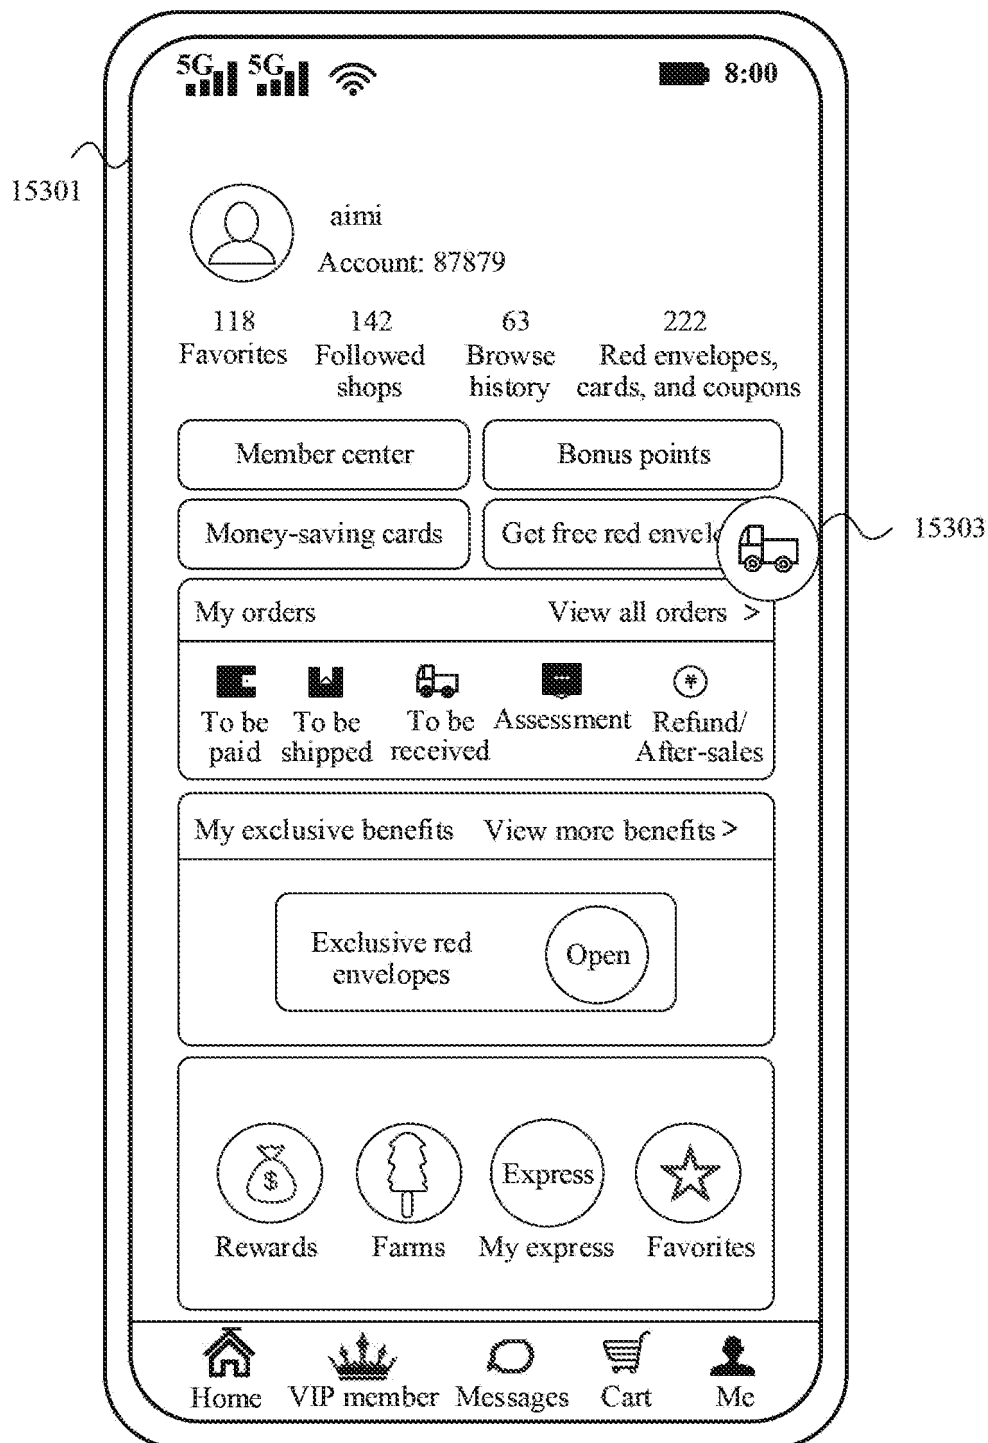 5G 5G 8:00
15301
aimi
Account: 87879
118 142 63 222
Favorites Followed Browse Red envelopes,
shops history cards, and coupons
Member center Bonus points
Money-saving cards Get free red envel
15303
My orders View all orders >
To be To be To be Assessment Refund/
paid shipped received After-sales
¥
My exclusive benefits View more benefits >
Exclusive red
envelopes
Open
$
Express
Rewards Farms My express Favorites
Home VIP member Messages Cart Me